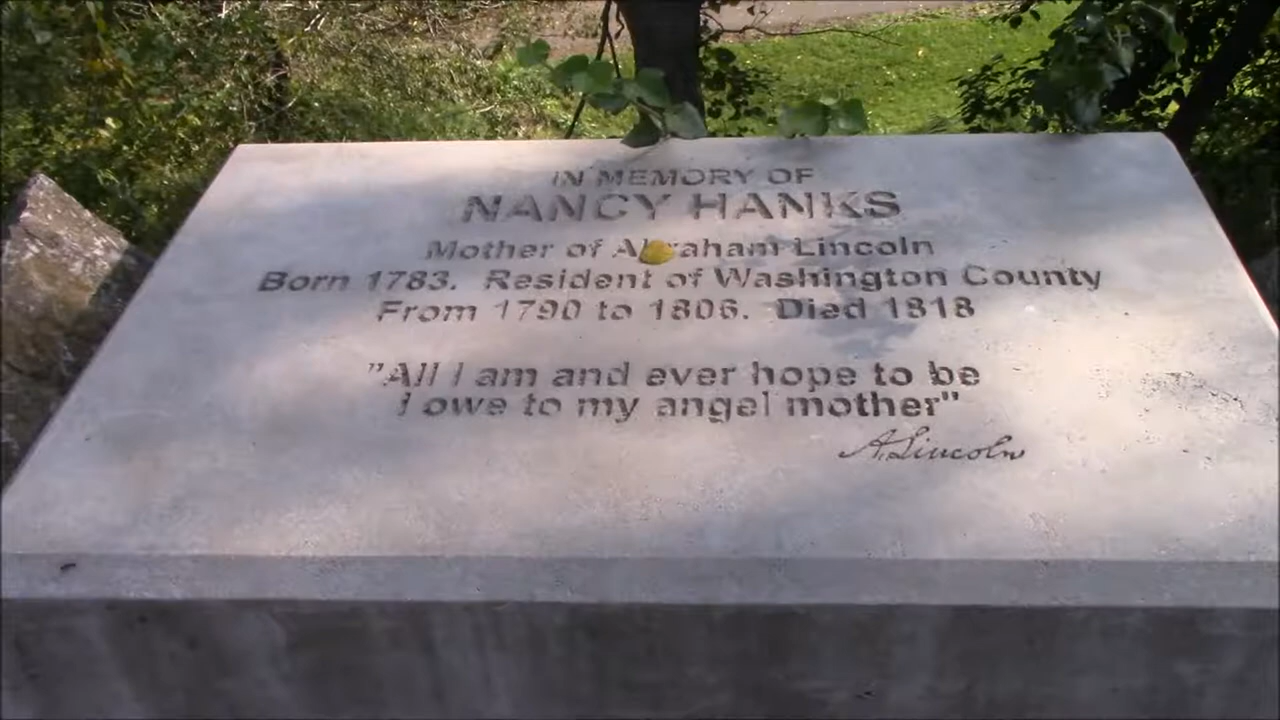 IN MEMORY OF
NANCY HANKS
Mother of Abraham Lincoln
Born 1783. Resident of Washington County
From 1790 to 1806. Died 1818
"All I am and ever hope to be
I owe to my angel mother"
A. Lincoln